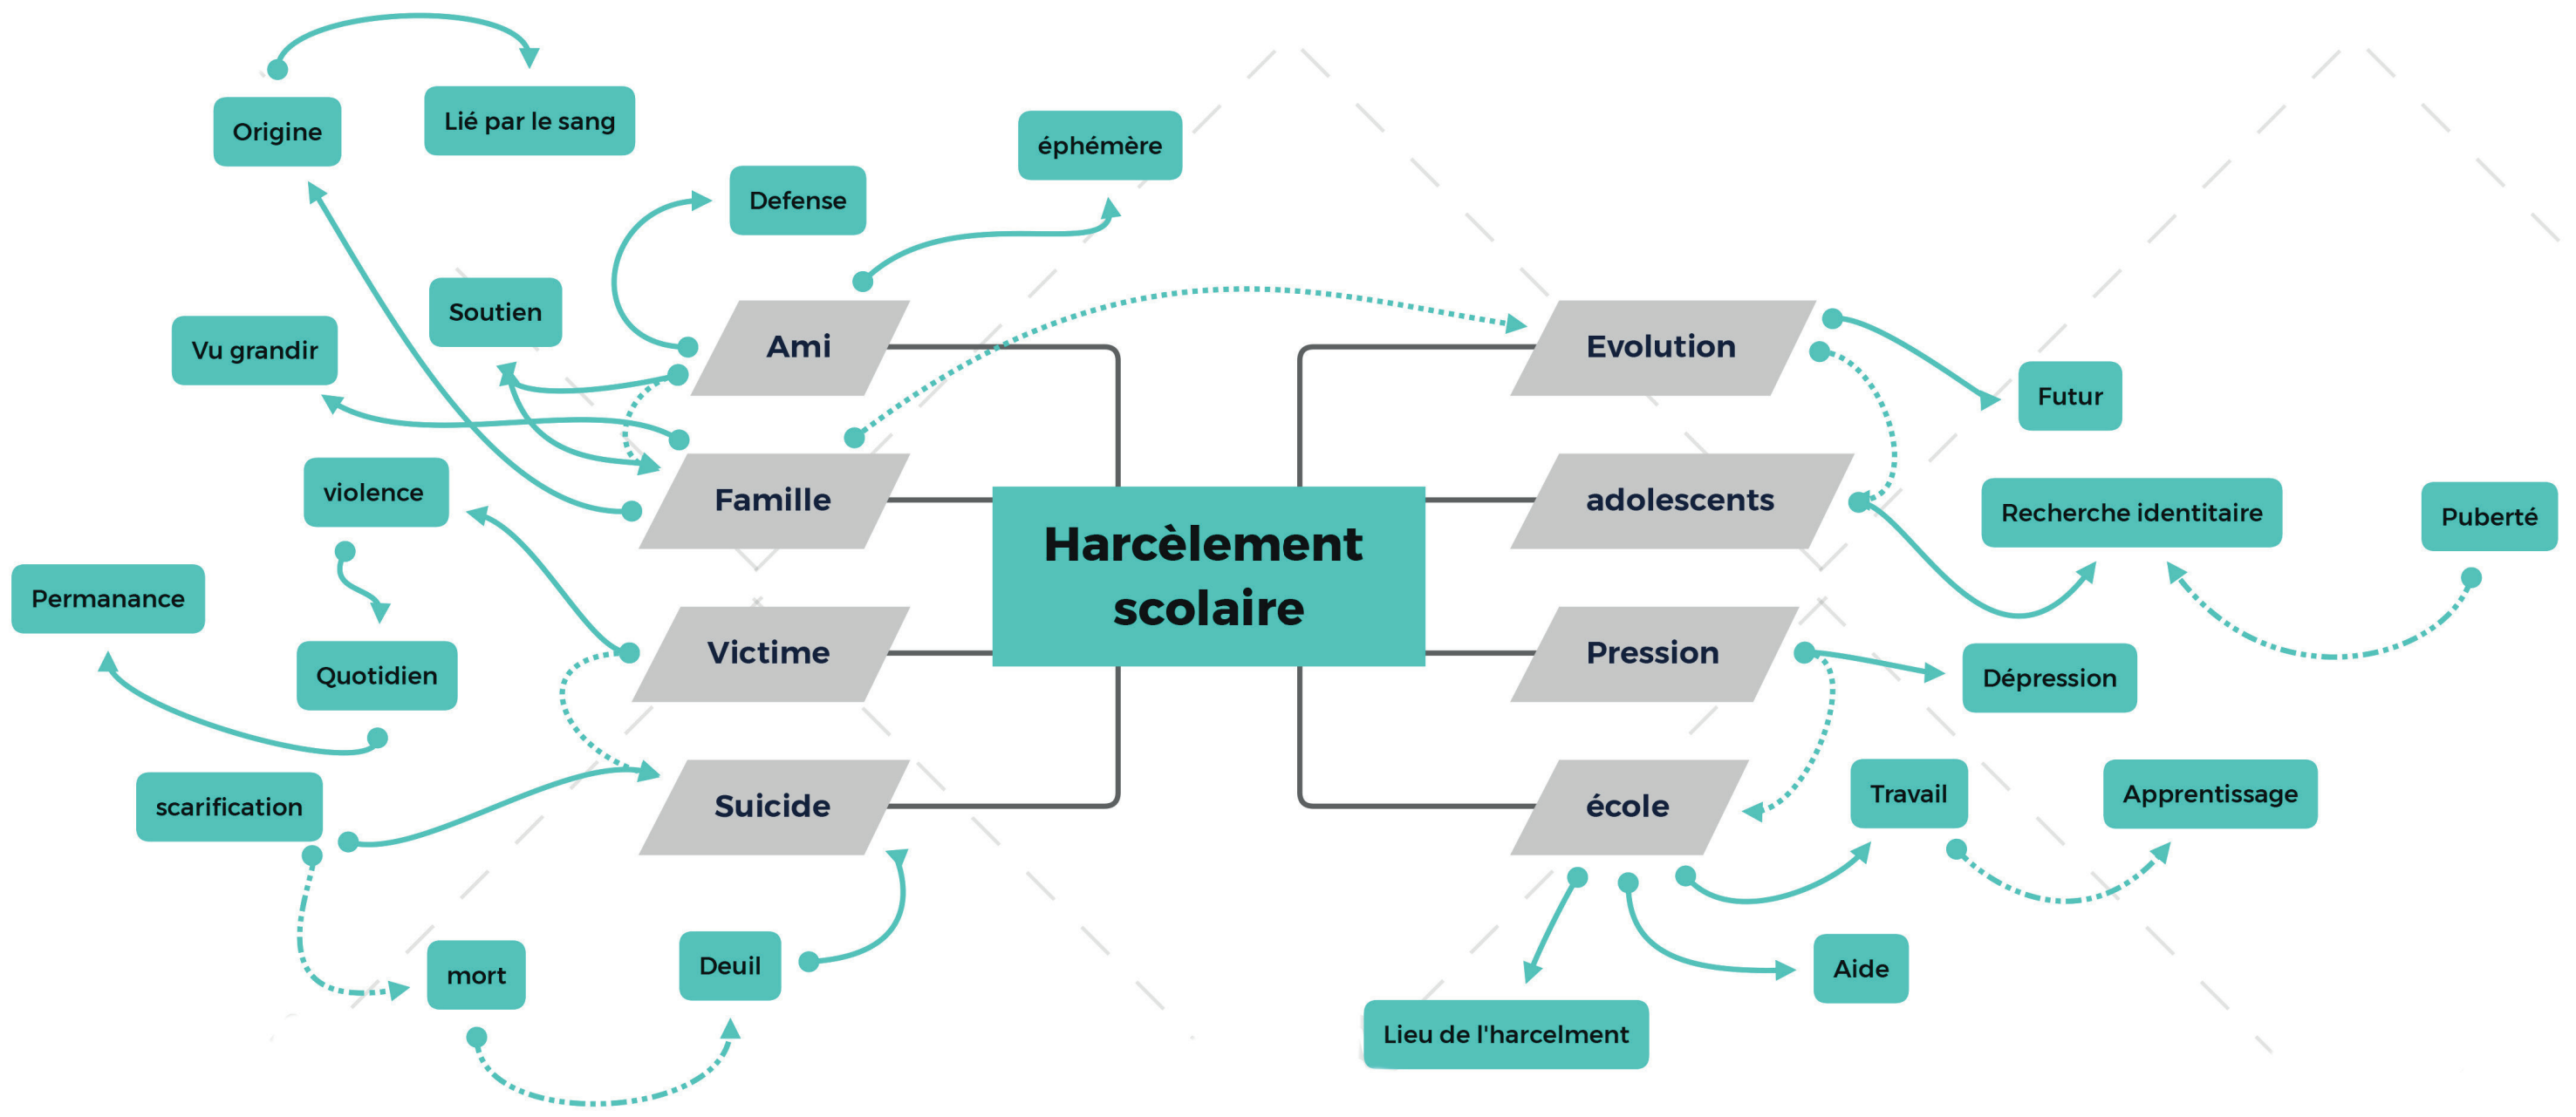 Origine
Lié par le sang
éphémère
Defense
Soutien
Vu grandir
Ami
Evolution
Futur
Famille
adolescents
violence
Recherche identitaire
Puberté
Harcèlement
scolaire
Permanance
Victime
Pression
Quotidien
Dépression
scarification
Suicide
école
Travail
Apprentissage
mort
Deuil
Aide
Lieu de l'harcelment